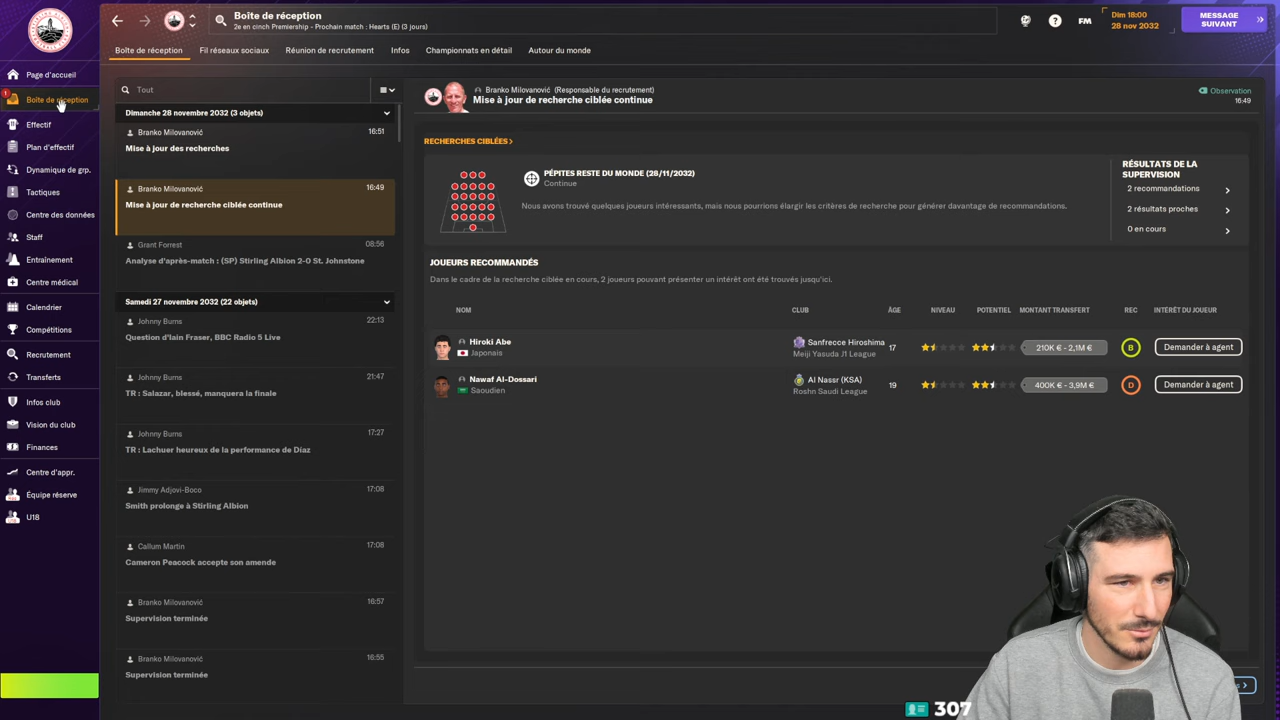 Boîte de réception
2e en cinch Premiership - Prochain match : Hearts (E) (3 jours)
Dim 18:00
28 nov 2032
FM
MESSAGE
SUIVANT
Boîte de réception
Fil réseaux sociaux
Réunion de recrutement
Infos
Championnats en détail
Autour du monde
Page d'accueil
1
Boîte de réception
Effectif
Plan d'effectif
Dynamique de grp.
Tactiques
Centre des données
Staff
Entraînement
Centre médical
Calendrier
Compétitions
Recrutement
Transferts
Infos club
Vision du club
Finances
Centre d'appr.
Équipe réserve
U18
Tout
Dimanche 28 novembre 2032 (3 objets)
Branko Milovanović 16:51
Mise à jour des recherches
Branko Milovanović 16:49
Mise à jour de recherche ciblée continue
Grant Forrest 08:56
Analyse d'après-match : (SP) Stirling Albion 2-0 St. Johnstone
Samedi 27 novembre 2032 (22 objets)
Johnny Burns 22:13
Question d'Iain Fraser, BBC Radio 5 Live
Johnny Burns 21:47
TR : Salazar, blessé, manquera la finale
Johnny Burns 17:27
TR : Lachuer heureux de la performance de Díaz
Jimmy Adjovi-Boco 17:08
Smith prolonge à Stirling Albion
Callum Martin 17:08
Cameron Peacock accepte son amende
Branko Milovanović 16:57
Supervision terminée
Branko Milovanović 16:55
Supervision terminée
Branko Milovanović (Responsable du recrutement)
Mise à jour de recherche ciblée continue
Observation
16:49
RECHERCHES CIBLÉES >
PÉPITES RESTE DU MONDE (28/11/2032)
Continue
Nous avons trouvé quelques joueurs intéressants, mais nous pourrions élargir les critères de recherche pour générer davantage de recommandations.
RÉSULTATS DE LA
SUPERVISION
2 recommandations
2 résultats proches
0 en cours
JOUEURS RECOMMANDÉS
Dans le cadre de la recherche ciblée en cours, 2 joueurs pouvant présenter un intérêt ont été trouvés jusqu'ici.
NOM CLUB ÂGE NIVEAU POTENTIEL MONTANT TRANSFERT REC INTÉRÊT DU JOUEUR
Hiroki Abe Sanfrecce Hiroshima 17 210K € - 2,1M € B Demander à agent
Japonais Meiji Yasuda J1 League
Nawaf Al-Dossari Al Nassr (KSA) 19 400K € - 3,9M € D Demander à agent
Saoudien Roshn Saudi League
307